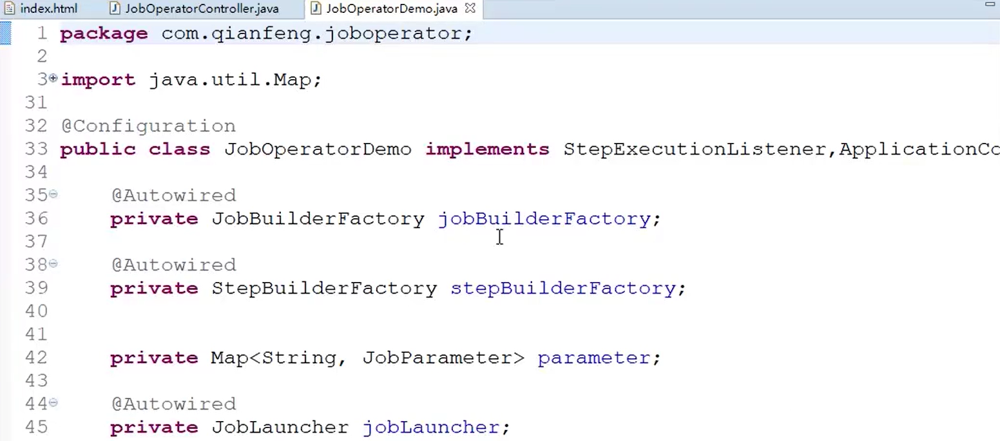 index.html JobOperatorController.java JobOperatorDemo.java
1 package com.qianfeng.joboperator;
2
3 import java.util.Map;
31
32 @Configuration
33 public class JobOperatorDemo implements StepExecutionListener,ApplicationCo
34
35 @Autowired
36 private JobBuilderFactory jobBuilderFactory;
37
38 @Autowired
39 private StepBuilderFactory stepBuilderFactory;
40
41
42 private Map<String, JobParameter> parameter;
43
44 @Autowired
45 private JobLauncher jobLauncher;